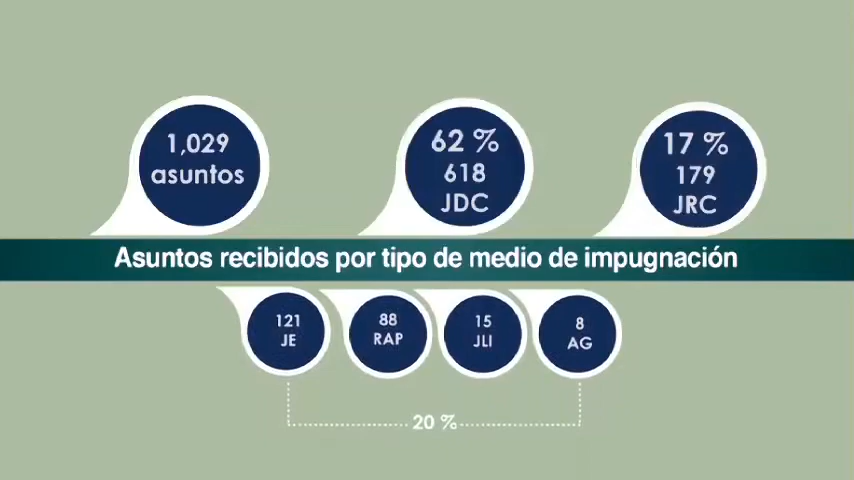 1,029
asuntos
62 %
618
JDC
17 %
179
JRC
Asuntos recibidos por tipo de medio de impugnación
121
JE
88
RAP
15
JLI
8
AG
20 %